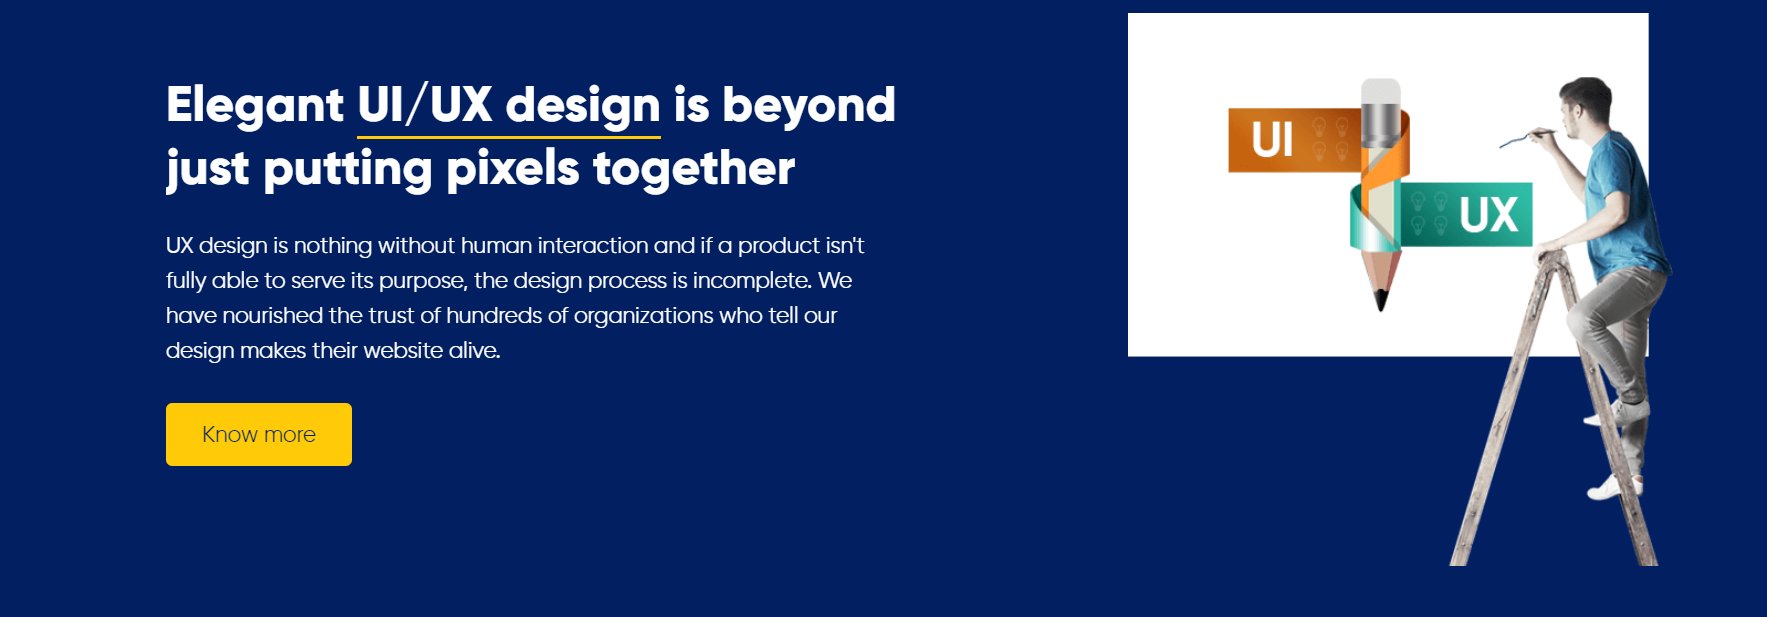 Elegant UI/UX design is beyond
just putting pixels together
UX design is nothing without human interaction and if a product isn't
fully able to serve its purpose, the design process is incomplete. We
have nourished the trust of hundreds of organizations who tell our
design makes their website alive.
Know more
UI
UX